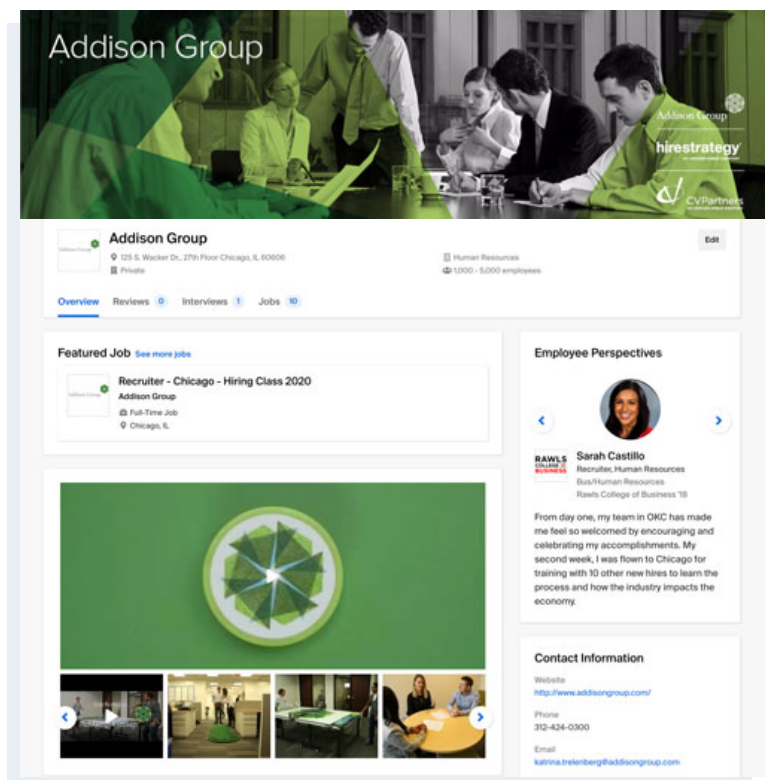 Addison Group
Addison Group
hirestrategy
CVPartners
Addison Group
Edit
125 S. Wacker Dr., 27th Floor Chicago, IL 60606
Human Resources
Private
1,000 - 5,000 employees
Overview Reviews 0 Interviews 1 Jobs 10
Featured Job See more jobs
Recruiter - Chicago - Hiring Class 2020
Addison Group
Full-Time Job
Chicago, IL
Employee Perspectives
RAWLS
COLLEGE OF
BUSINESS
Sarah Castillo
Recruiter, Human Resources
Bus/Human Resources
Rawls College of Business '18
From day one, my team in OKC has made
me feel so welcomed by encouraging and
celebrating my accomplishments. My
second week, I was flown to Chicago for
training with 10 other new hires to learn the
process and how the industry impacts the
economy.
Contact Information
Website
http://www.addisongroup.com/
Phone
312-424-0300
Email
katrina.trelenberg@addisongroup.com